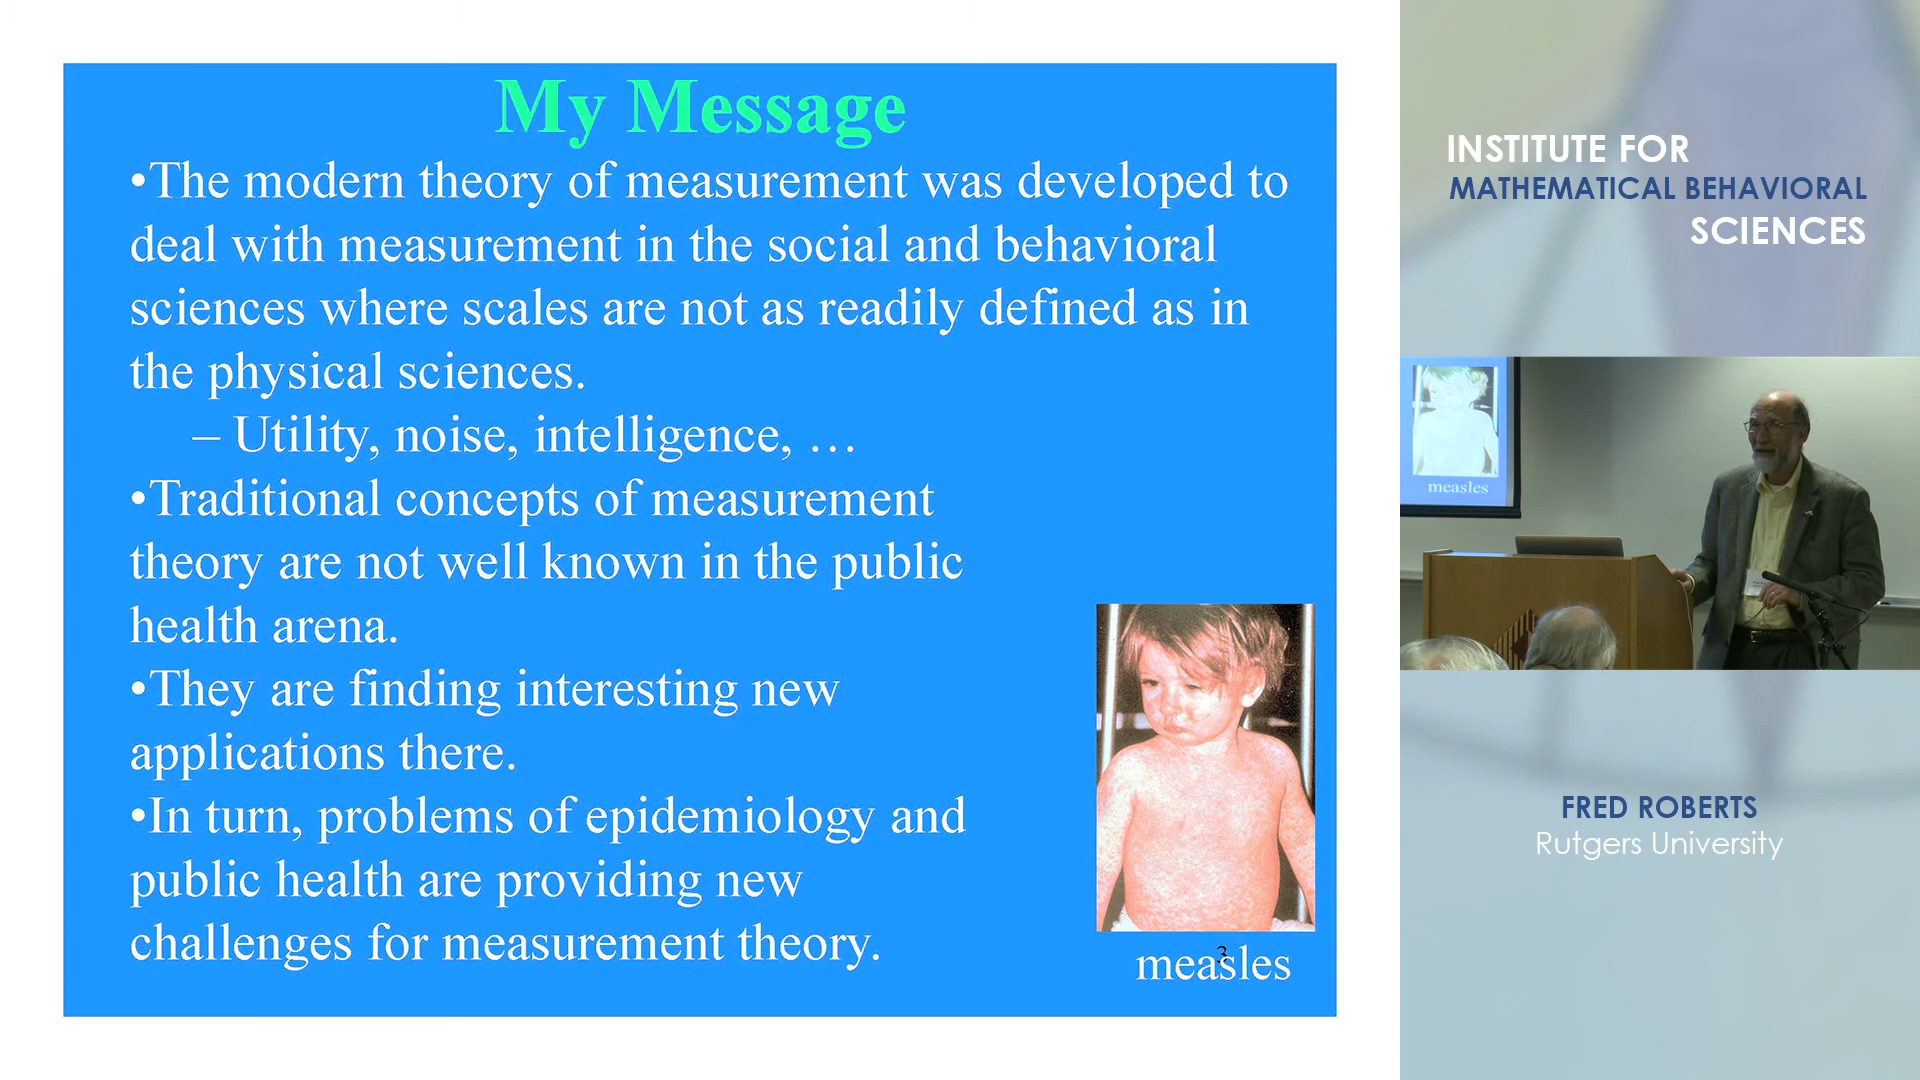 My Message
•The modern theory of measurement was developed to
deal with measurement in the social and behavioral
sciences where scales are not as readily defined as in
the physical sciences.
– Utility, noise, intelligence, …
•Traditional concepts of measurement
theory are not well known in the public
health arena.
•They are finding interesting new
applications there.
•In turn, problems of epidemiology and
public health are providing new
challenges for measurement theory.
measles
3
INSTITUTE FOR
MATHEMATICAL BEHAVIORAL
SCIENCES
measles
FRED ROBERTS
Rutgers University